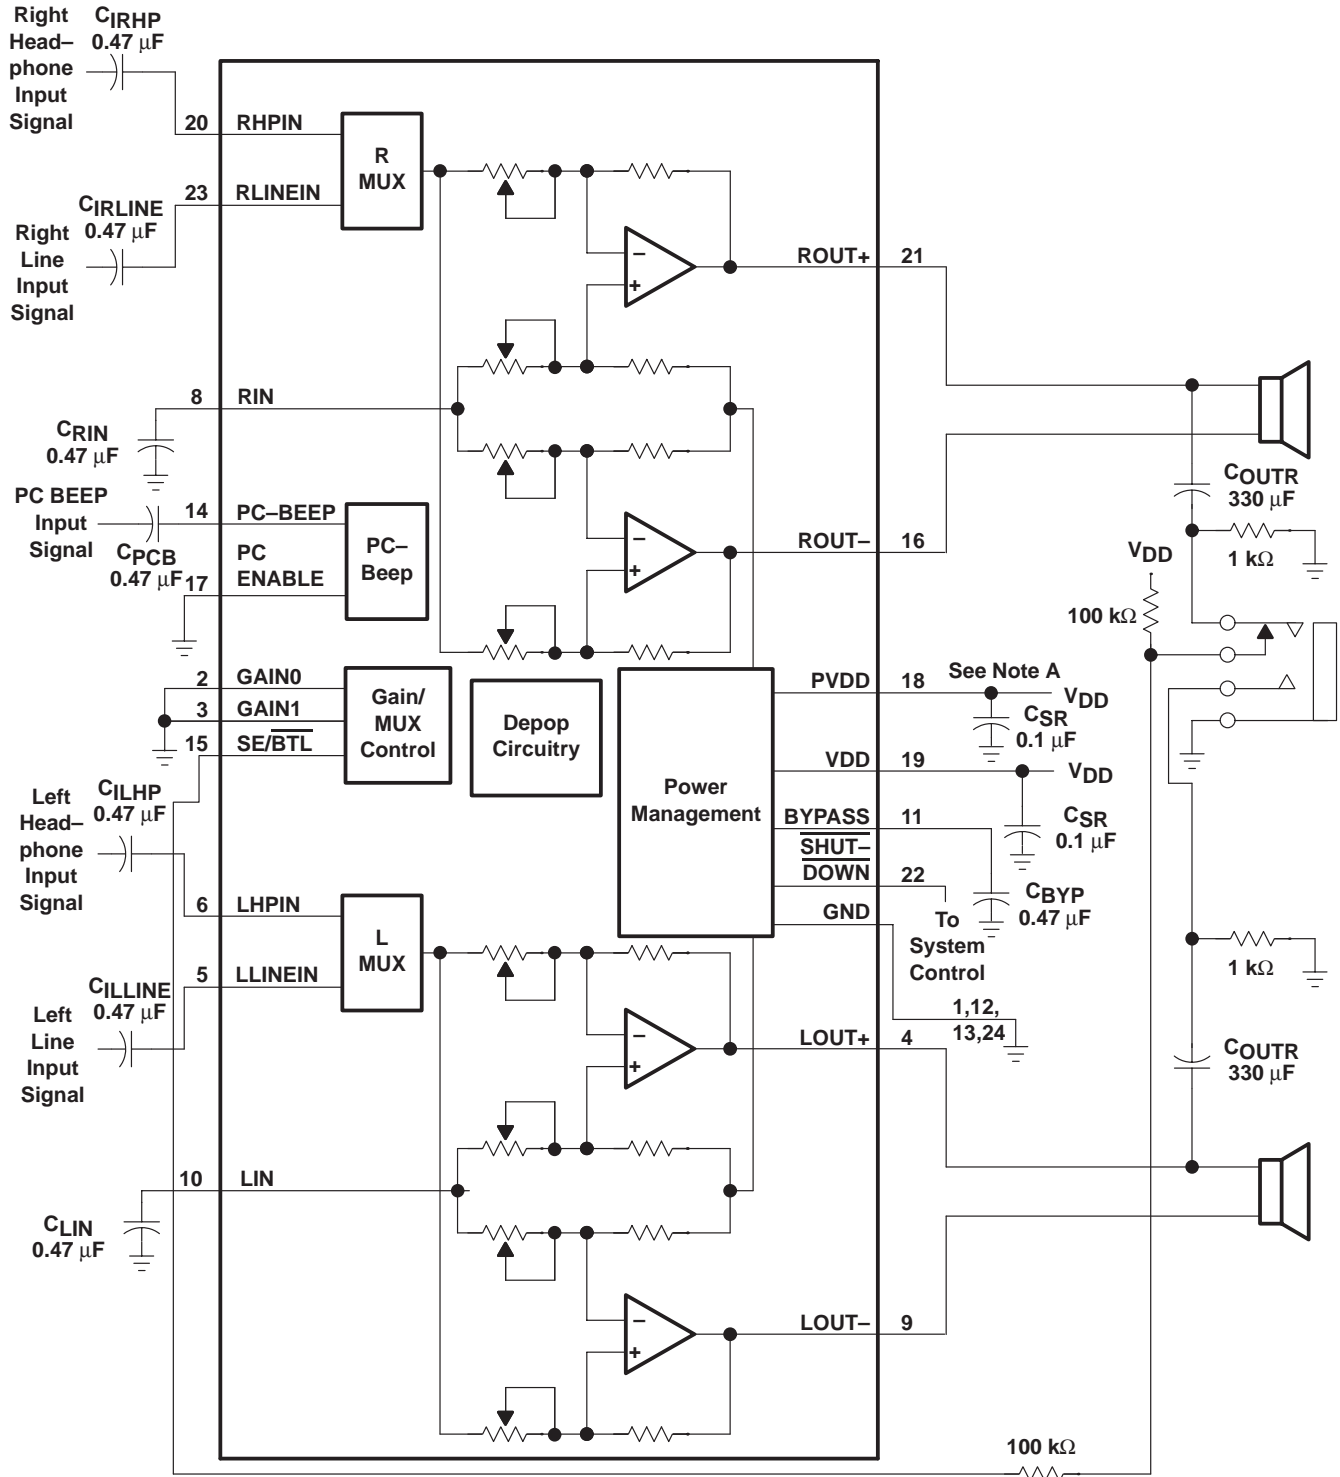 Right
Head–
phone
Input
Signal
CIRHP
0.47 μF
20
RHPIN
R
MUX
23
RLINEIN
CIRLINE
0.47 μF
Right
Line
Input
Signal
–
+
ROUT+
21
8
RIN
CRIN
0.47 μF
COUTR
330 μF
1 kΩ
PC BEEP
Input
Signal
14
PC–BEEP
CPCB
0.47 μF
17
PC
ENABLE
PC–
Beep
–
+
ROUT–
16
VDD
100 kΩ
2
GAIN0
3
GAIN1
15
SE/BTL
Gain/
MUX
Control
Depop
Circuitry
Power
Management
PVDD
18
See Note A
VDD
CSR
0.1 μF
VDD
19
VDD
CSR
0.1 μF
BYPASS
11
SHUT–
DOWN
22
CBYP
0.47 μF
GND
To
System
Control
1,12,
13,24
Left
Head–
phone
Input
Signal
CILHP
0.47 μF
6
LHPIN
L
MUX
5
LLINEIN
CILLINE
0.47 μF
Left
Line
Input
Signal
–
+
LOUT+
4
1 kΩ
COUTR
330 μF
10
LIN
CLIN
0.47 μF
–
+
LOUT–
9
100 kΩ